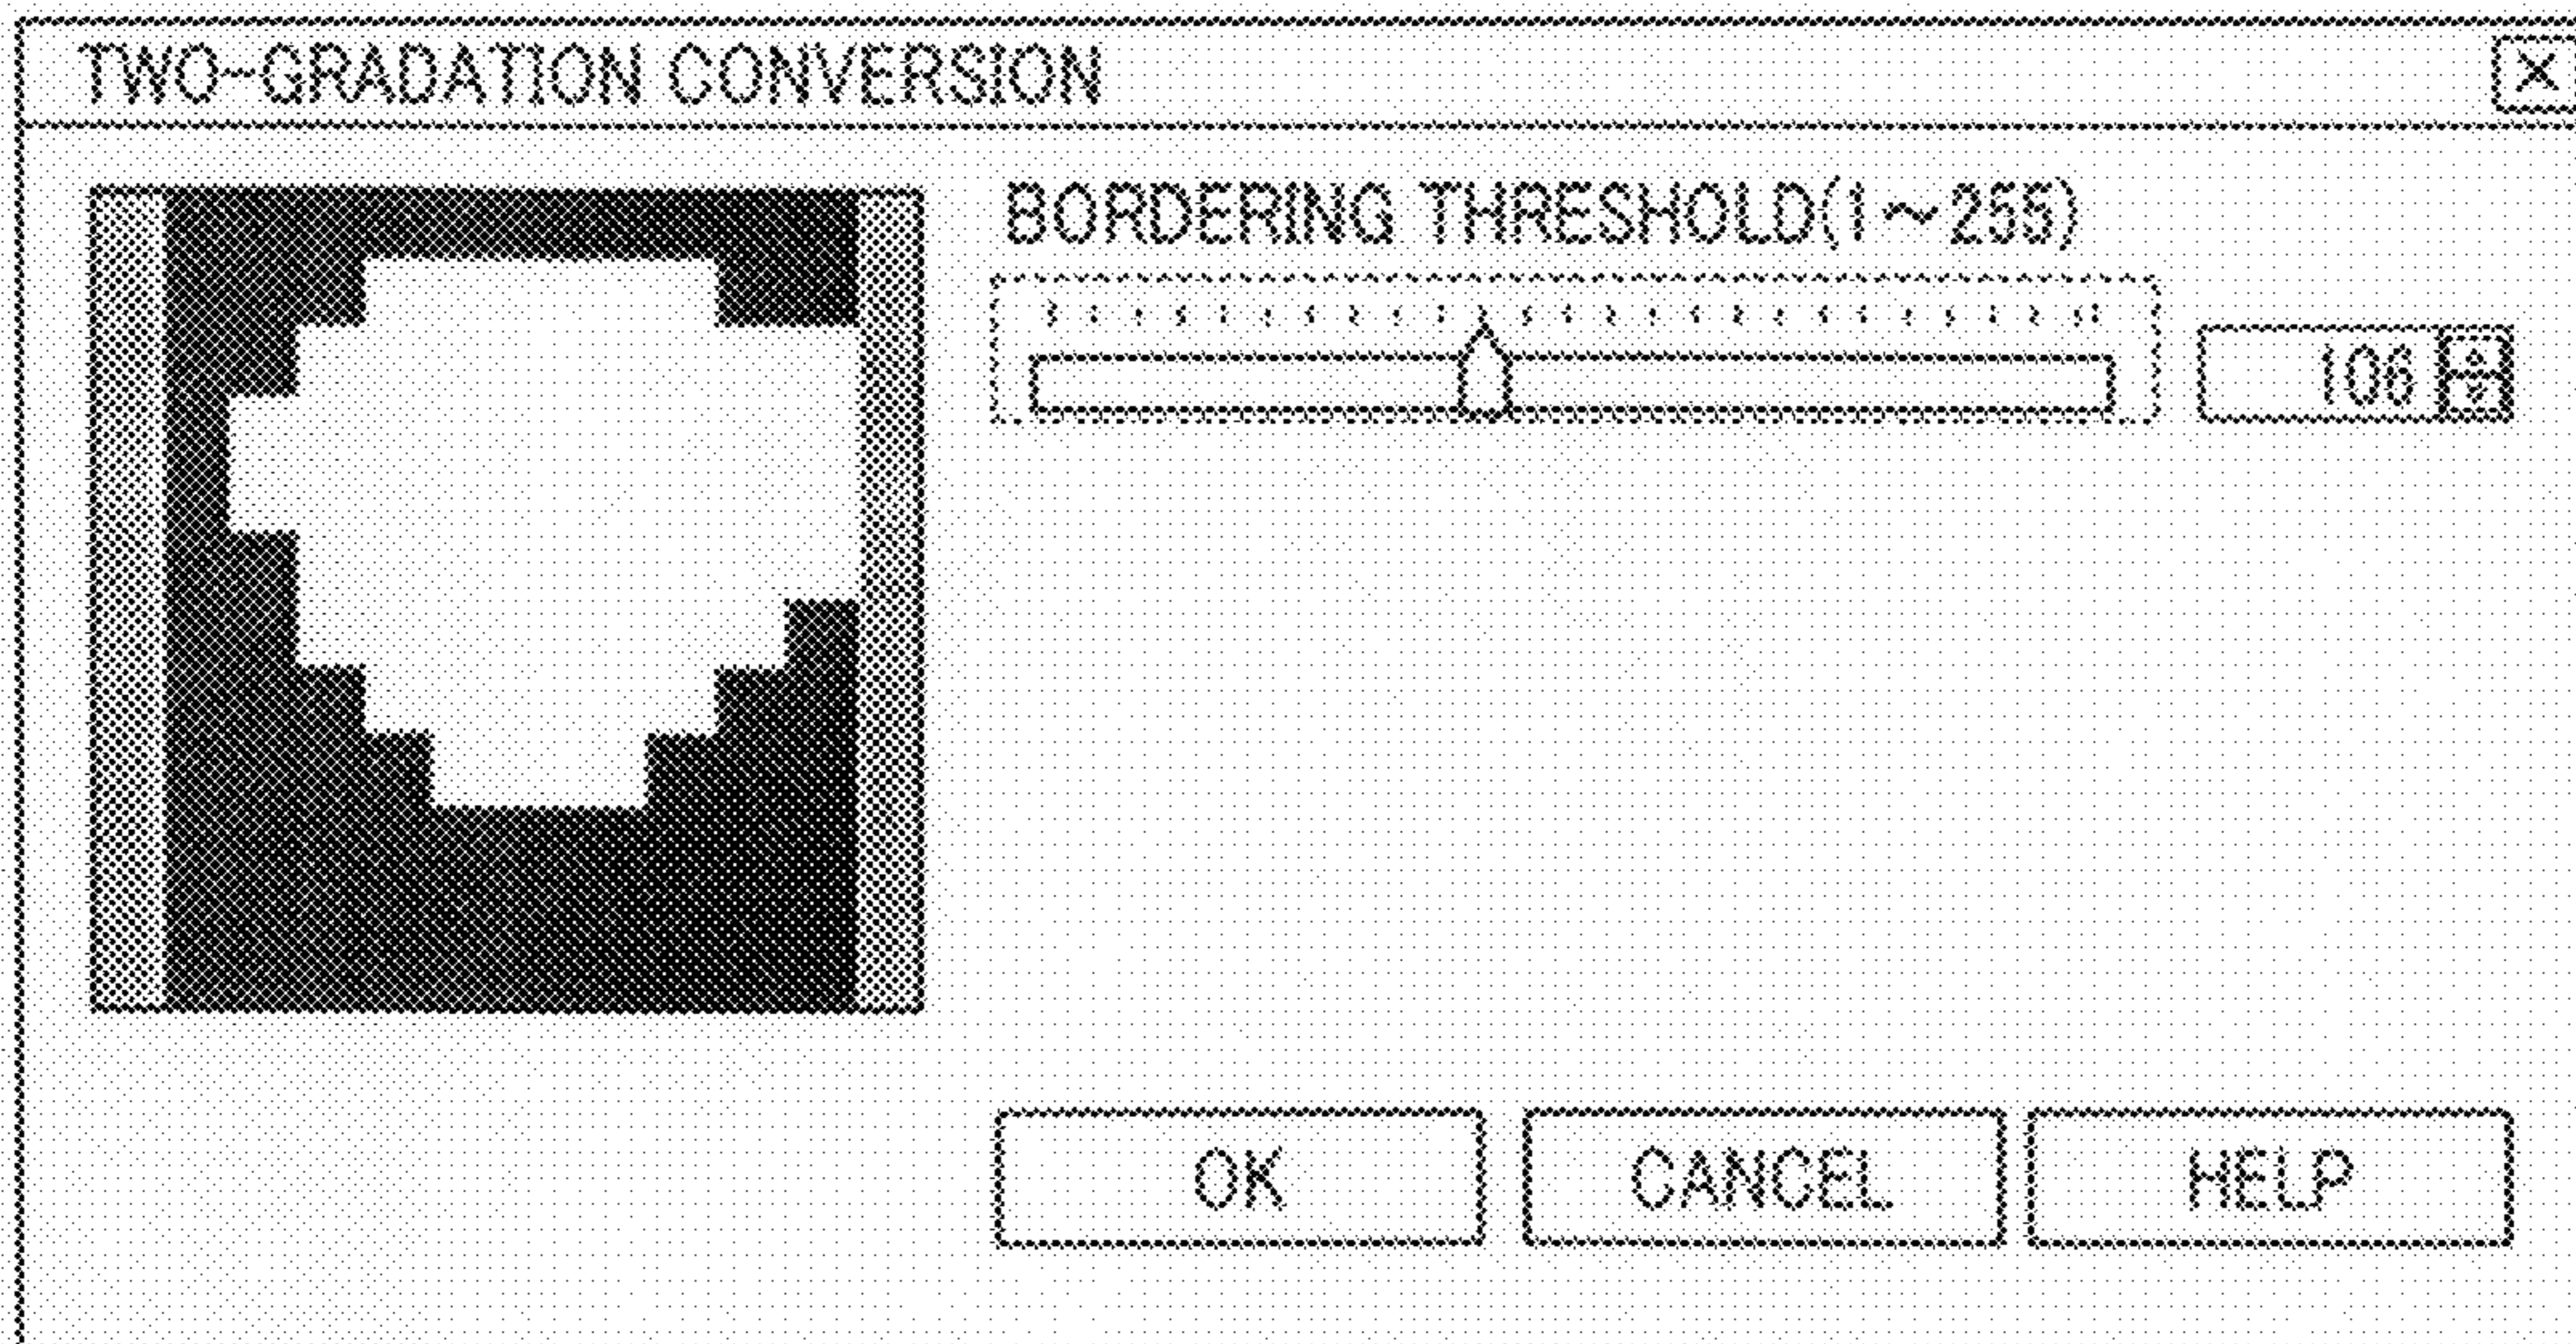 TWO-GRADATION CONVERSION X
BORDERING THRESHOLD(1~255)
106
OK CANCEL HELP